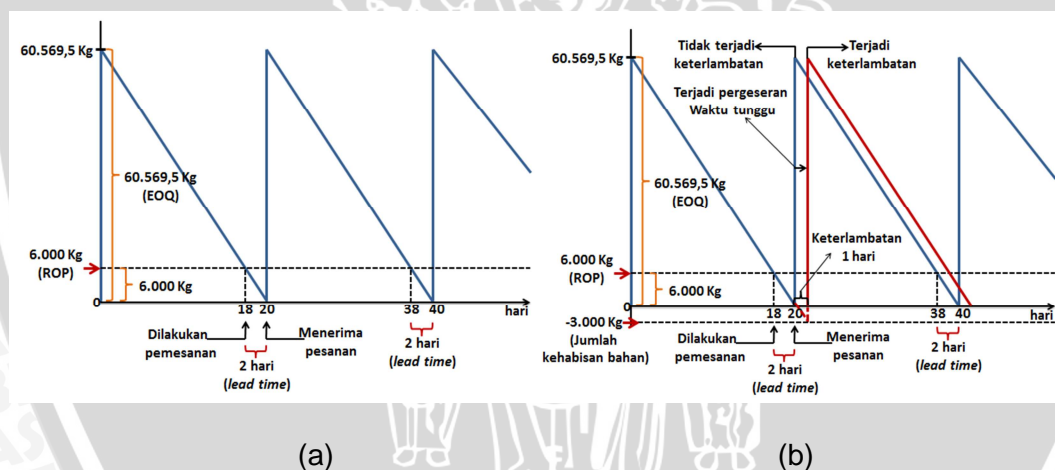 60.569,5 Kg
60.569,5 Kg
(EOQ)
6.000 Kg
(ROP)
6.000 Kg
0
18
20
38
40
hari
Dilakukan
pemesanan
Menerima
pesanan
2 hari
(lead time)
2 hari
(lead time)
(a)
Tidak terjadi
keterlambatan
Terjadi
keterlambatan
60.569,5 Kg
Terjadi pergeseran
Waktu tunggu
60.569,5 Kg
(EOQ)
Keterlambatan
1 hari
6.000 Kg
(ROP)
6.000 Kg
0
18
20
38
40
hari
-3.000 Kg
(Jumlah
kehabisan bahan)
Dilakukan
pemesanan
Menerima
pesanan
2 hari
(lead time)
2 hari
(lead time)
(b)